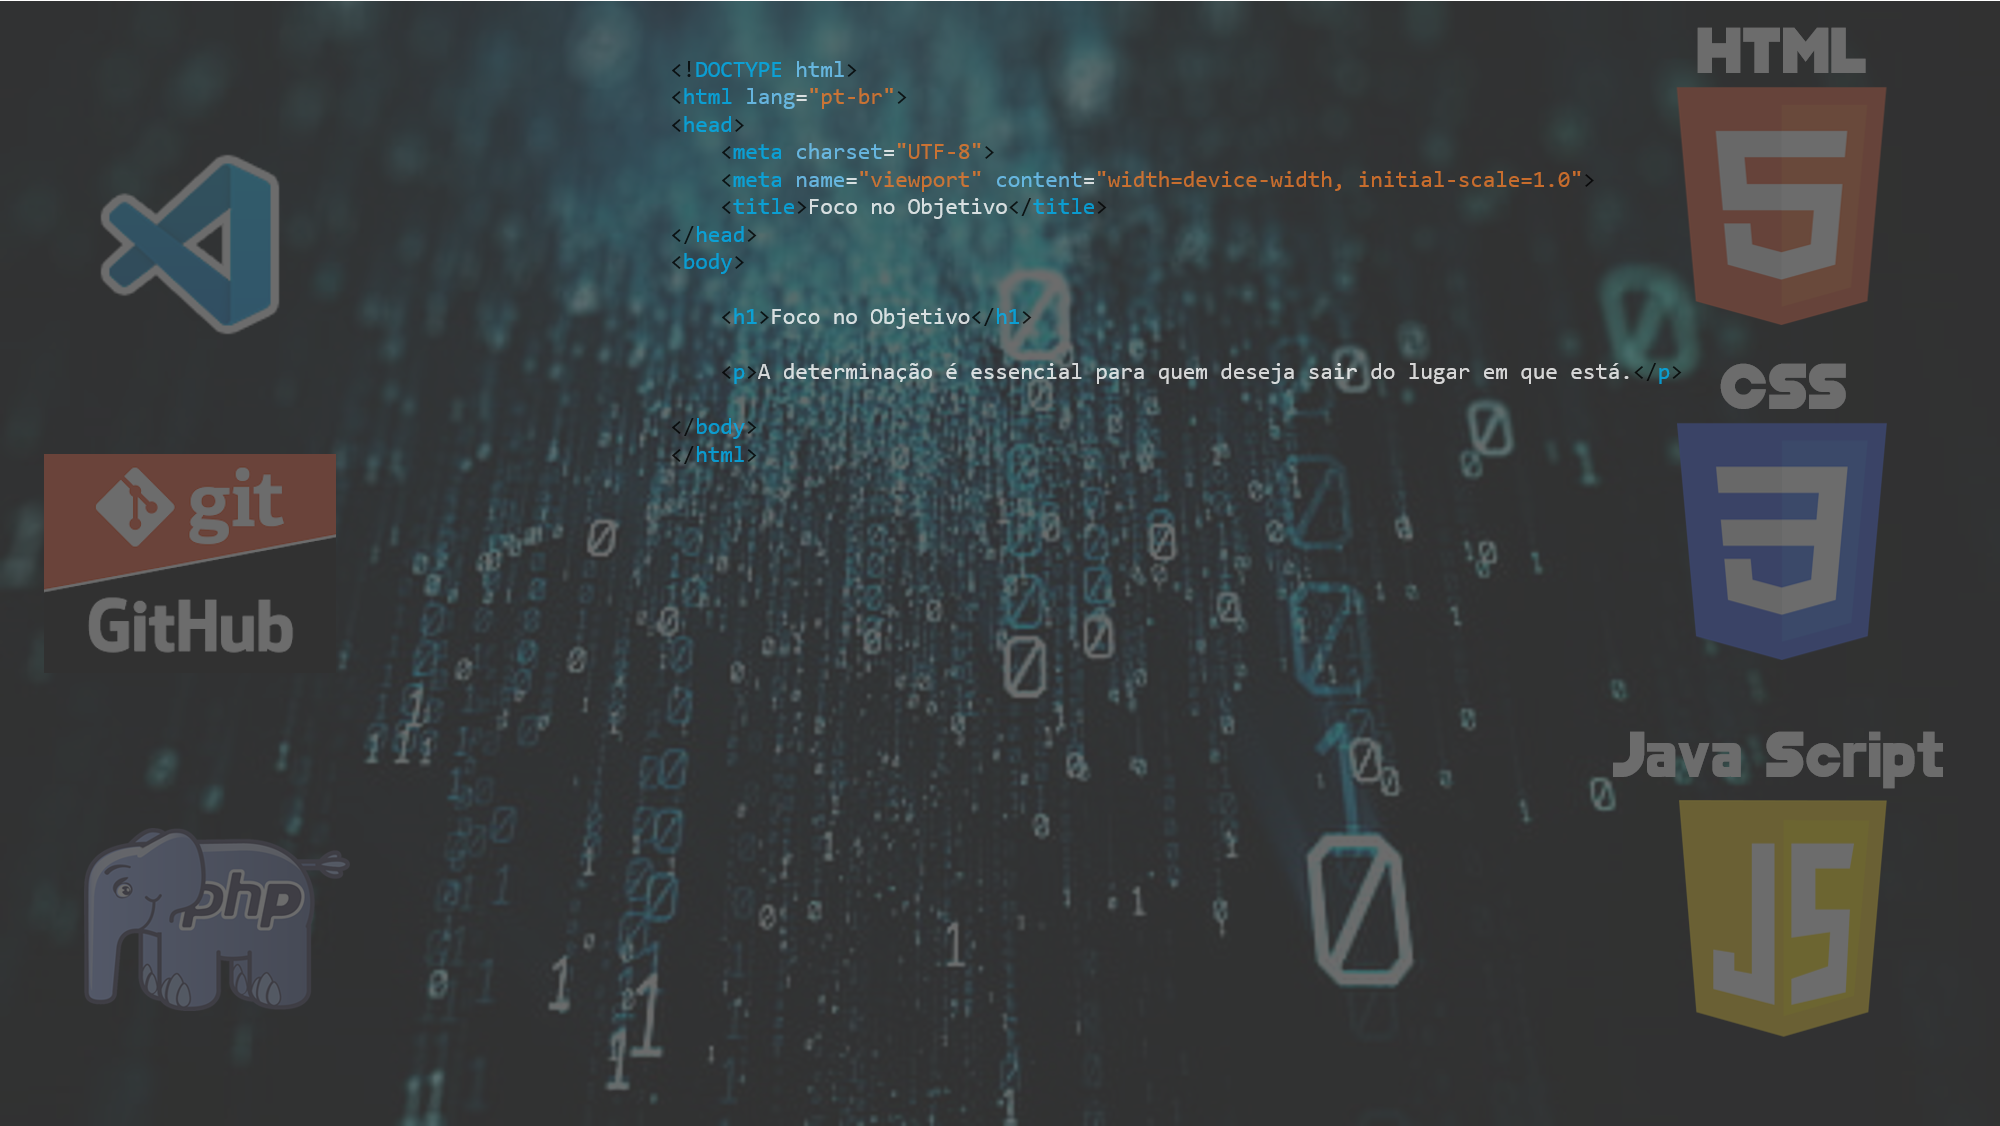 <!DOCTYPE html>
<html lang="pt-br">
<head>
<meta charset="UTF-8">
<meta name="viewport" content="width=device-width, initial-scale=1.0">
<title>Foco no Objetivo</title>
</head>
<body>
<h1>Foco no Objetivo</h1>
<p>A determinação é essencial para quem deseja sair do lugar em que está.</p>
</body>
</html>
git
GitHub
php
HTML
5
CSS
3
Java Script
JS